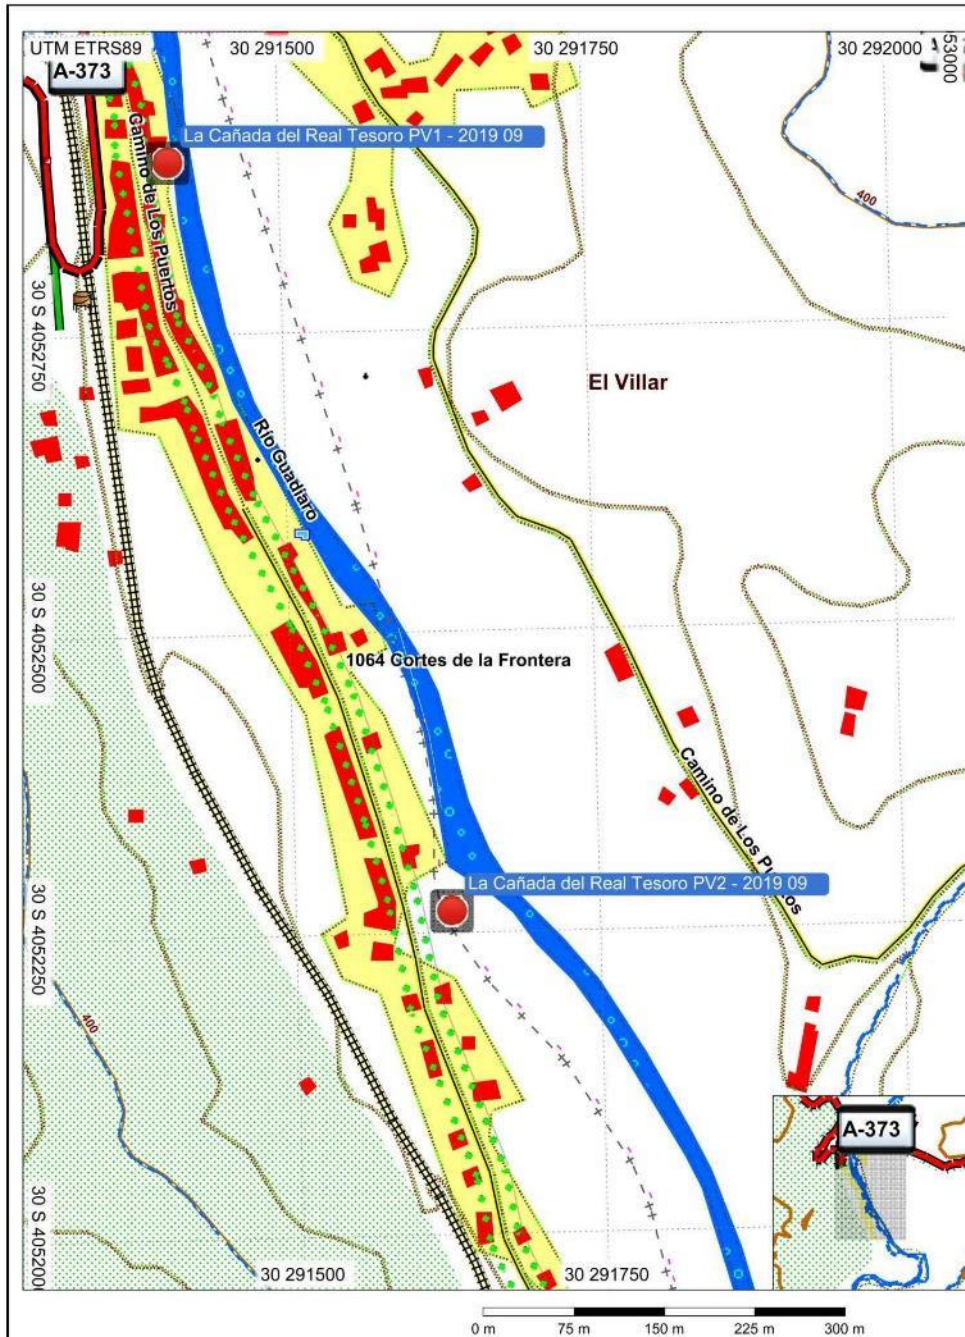 UTM ETRS89
30 291500
30 291750
30 292000
A-373
53000
La Cañada del Real Tesoro PV1 - 2019 09
Camino de Los Puertos
400
30 S 4052750
El Villar
Río Guadiaro
30 S 4052500
1064 Cortes de la Frontera
Camino de Los Pu
os
La Cañada del Real Tesoro PV2 - 2019 09
30 S 4052250
400
A-373
30 S 4052000
30 291500
30 291750
0 m
75 m
150 m
225 m
300 m